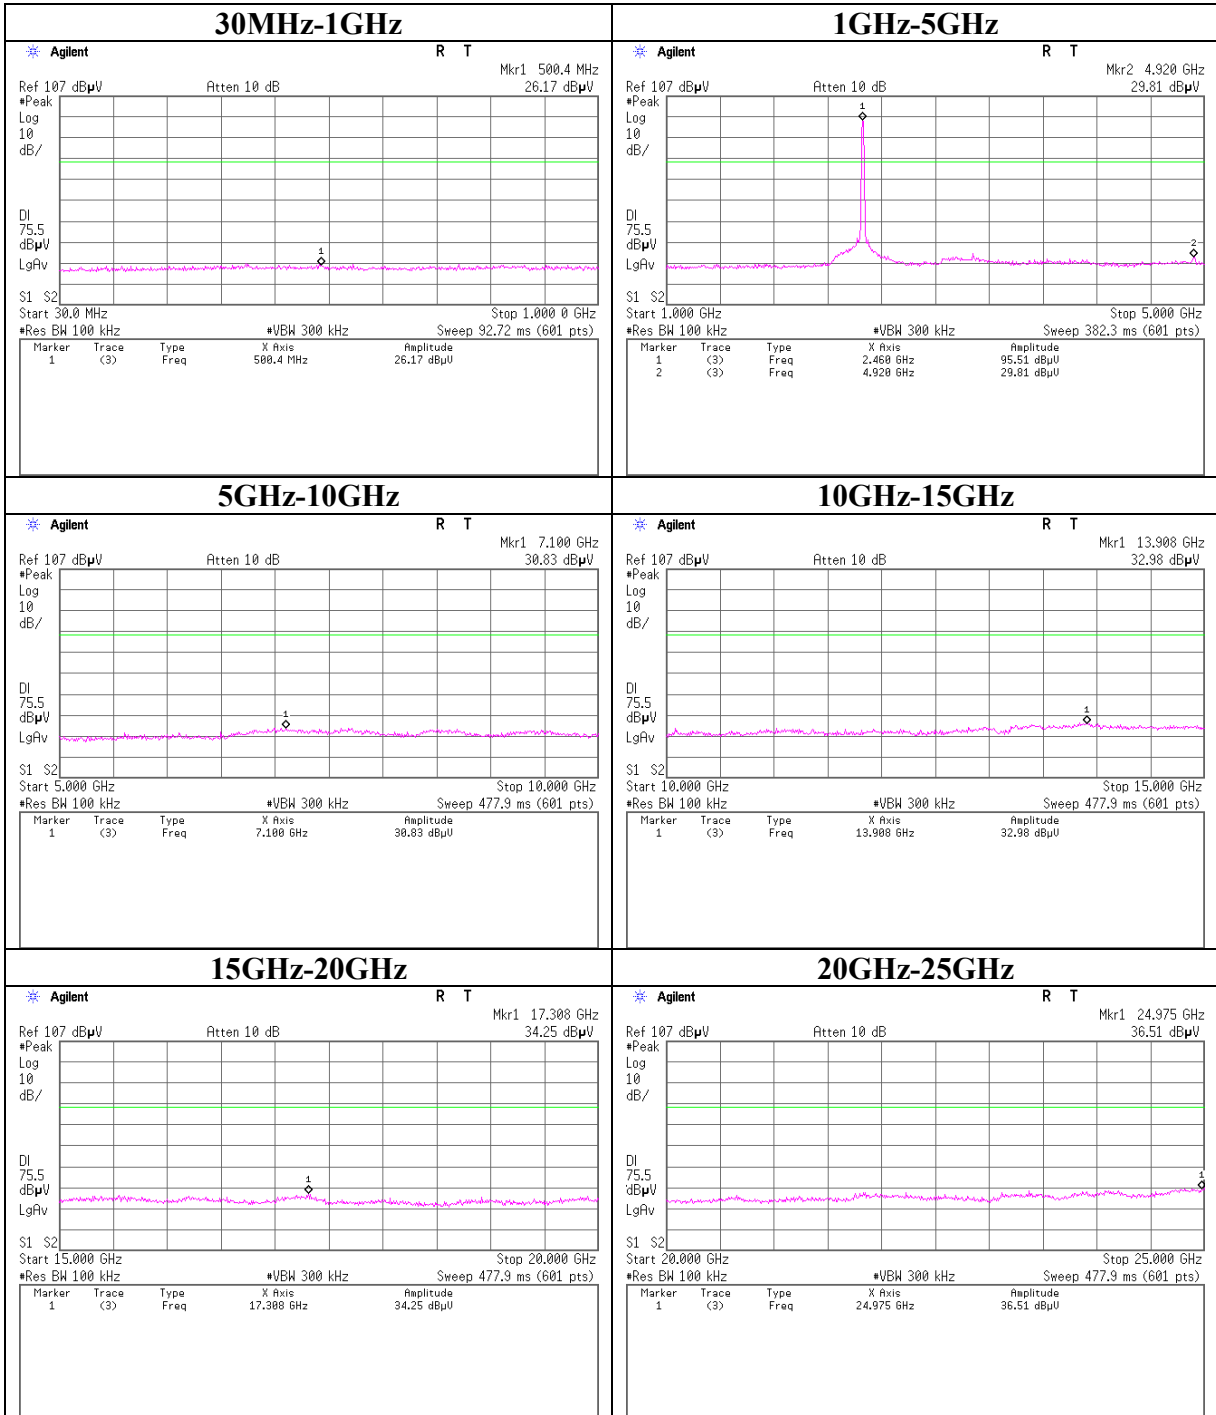 30MHz-1GHz
Agilent R T
Mkr1 500.4 MHz
Ref 107 dBµV Atten 10 dB 26.17 dBµV
#Peak
Log
10
dB/
1
DI
75.5
dBµV
LgAv
S1 S2
Start 30.0 MHz Stop 1.000 0 GHz
#Res BW 100 kHz #VBW 300 kHz Sweep 92.72 ms (601 pts)
Marker Trace Type X Axis Amplitude
1 (3) Freq 500.4 MHz 26.17 dBµV
1GHz-5GHz
Agilent R T
Mkr2 4.920 GHz
Ref 107 dBµV Atten 10 dB 29.81 dBµV
#Peak
Log
10
dB/
1
DI
75.5
dBµV
2
LgAv
S1 S2
Start 1.000 GHz Stop 5.000 GHz
#Res BW 100 kHz #VBW 300 kHz Sweep 382.3 ms (601 pts)
Marker Trace Type X Axis Amplitude
1 (3) Freq 2.460 GHz 95.51 dBµV
2 (3) Freq 4.920 GHz 29.81 dBµV
5GHz-10GHz
Agilent R T
Mkr1 7.100 GHz
Ref 107 dBµV Atten 10 dB 30.83 dBµV
#Peak
Log
10
dB/
DI
75.5
1
dBµV
LgAv
S1 S2
Start 5.000 GHz Stop 10.000 GHz
#Res BW 100 kHz #VBW 300 kHz Sweep 477.9 ms (601 pts)
Marker Trace Type X Axis Amplitude
1 (3) Freq 7.100 GHz 30.83 dBµV
10GHz-15GHz
Agilent R T
Mkr1 13.908 GHz
Ref 107 dBµV Atten 10 dB 32.98 dBµV
#Peak
Log
10
dB/
DI
75.5
1
dBµV
LgAv
S1 S2
Start 10.000 GHz Stop 15.000 GHz
#Res BW 100 kHz #VBW 300 kHz Sweep 477.9 ms (601 pts)
Marker Trace Type X Axis Amplitude
1 (3) Freq 13.908 GHz 32.98 dBµV
15GHz-20GHz
Agilent R T
Mkr1 17.308 GHz
Ref 107 dBµV Atten 10 dB 34.25 dBµV
#Peak
Log
10
dB/
DI
75.5
1
dBµV
LgAv
S1 S2
Start 15.000 GHz Stop 20.000 GHz
#Res BW 100 kHz #VBW 300 kHz Sweep 477.9 ms (601 pts)
Marker Trace Type X Axis Amplitude
1 (3) Freq 17.308 GHz 34.25 dBµV
20GHz-25GHz
Agilent R T
Mkr1 24.975 GHz
Ref 107 dBµV Atten 10 dB 36.51 dBµV
#Peak
Log
10
dB/
DI
75.5
1
dBµV
LgAv
S1 S2
Start 20.000 GHz Stop 25.000 GHz
#Res BW 100 kHz #VBW 300 kHz Sweep 477.9 ms (601 pts)
Marker Trace Type X Axis Amplitude
1 (3) Freq 24.975 GHz 36.51 dBµV